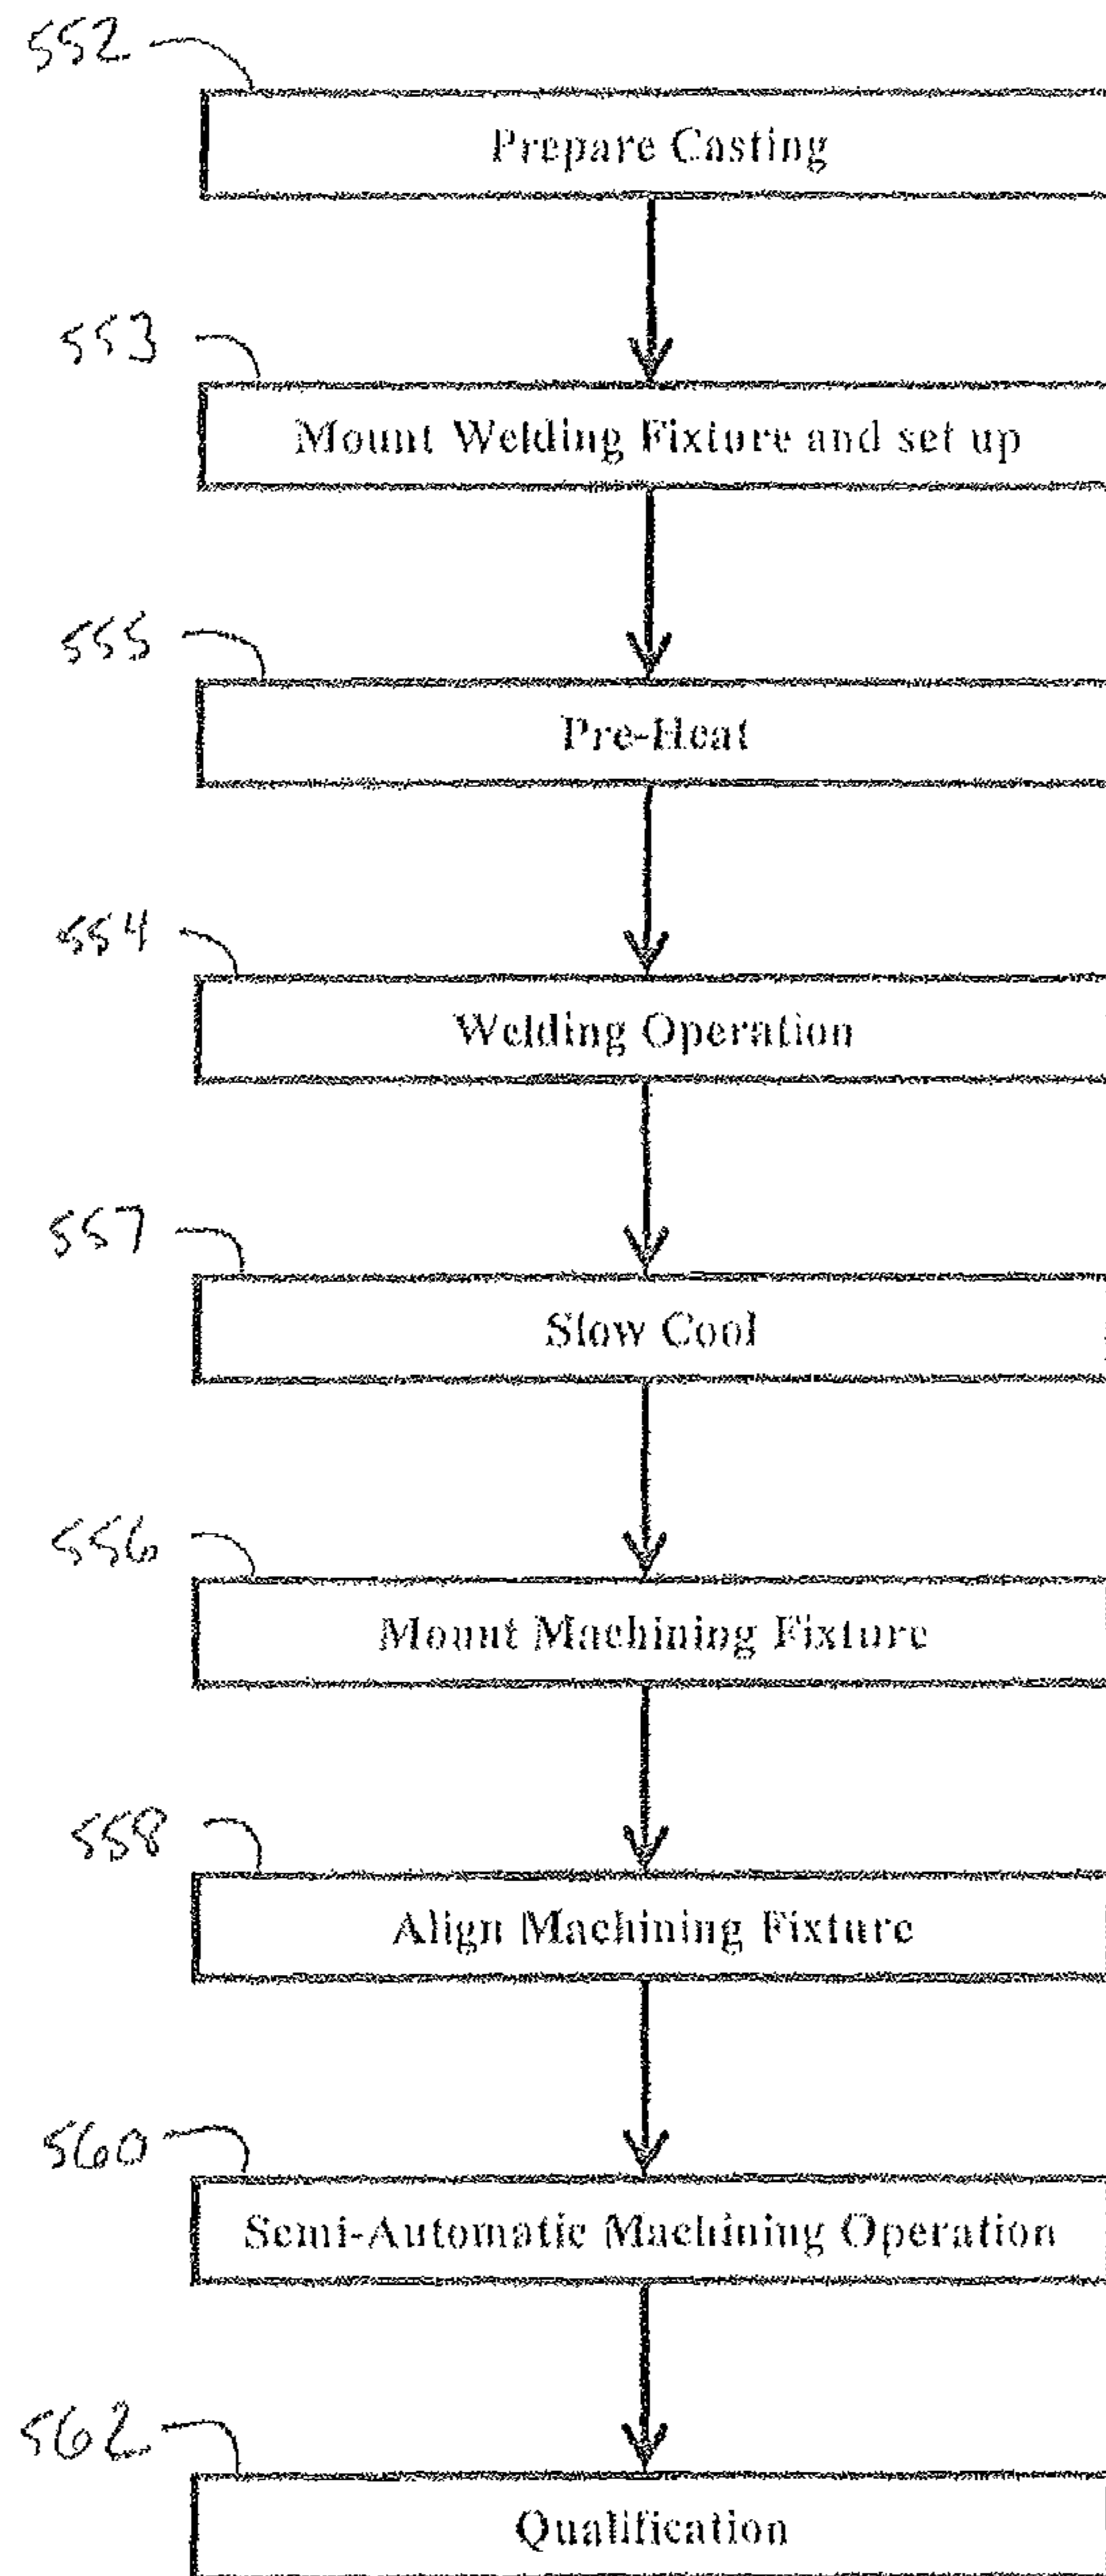 552
Prepare Casting
553
Mount Welding Fixture and set up
555
Pre-Heat
554
Welding Operation
557
Slow Cool
556
Mount Machining Fixture
558
Align Machining Fixture
560
Semi-Automatic Machining Operation
562
Qualification